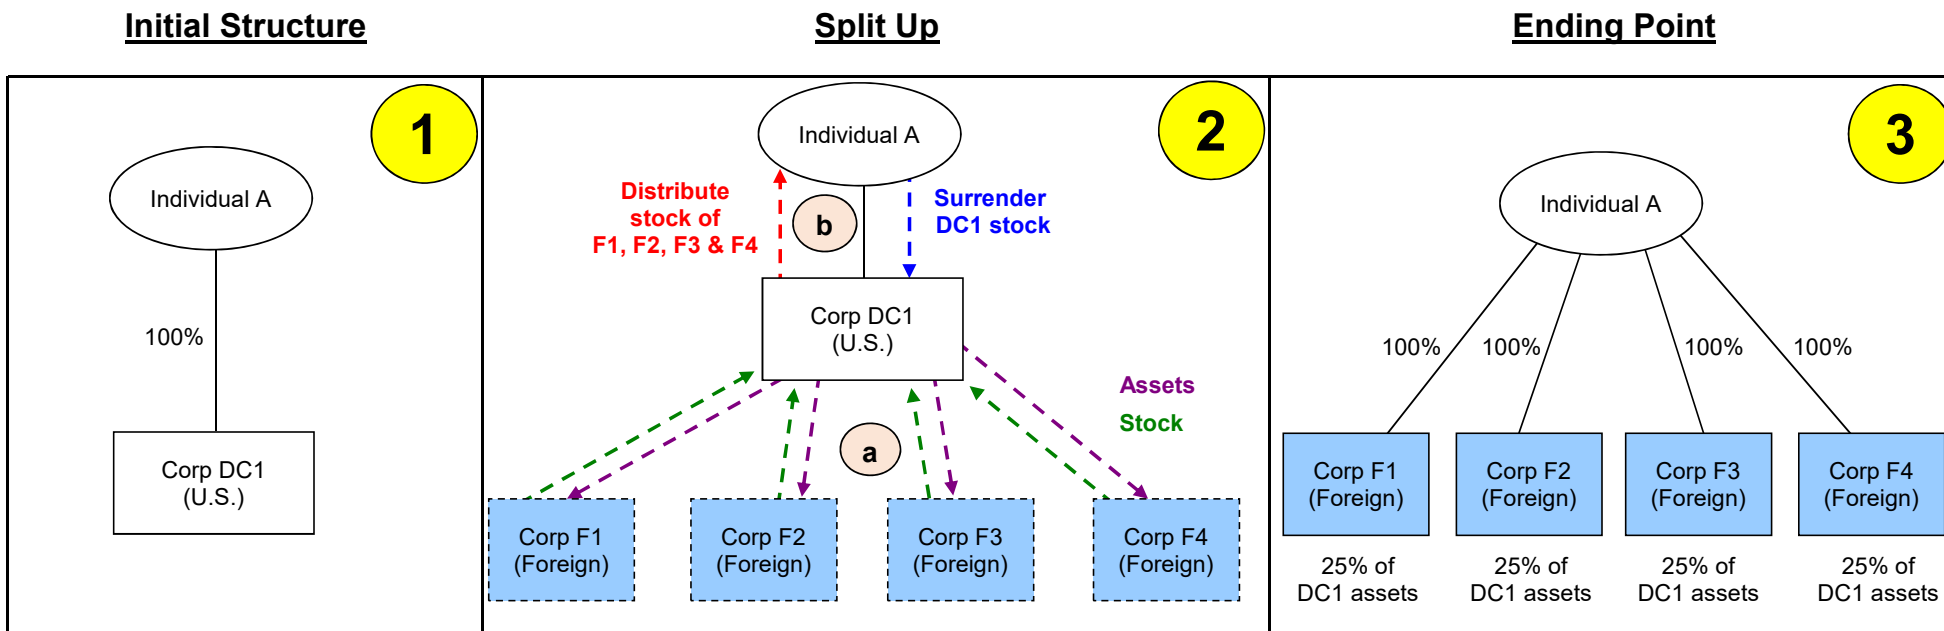 Initial Structure
Split Up
Ending Point
1
Individual A
100%
Corp DC1
(U.S.)
2
Individual A
Distribute
stock of
F1, F2, F3 & F4
b
Surrender
DC1 stock
Corp DC1
(U.S.)
Assets
Stock
a
Corp F1
(Foreign)
Corp F2
(Foreign)
Corp F3
(Foreign)
Corp F4
(Foreign)
3
Individual A
100%
100%
100%
100%
Corp F1
(Foreign)
Corp F2
(Foreign)
Corp F3
(Foreign)
Corp F4
(Foreign)
25% of
DC1 assets
25% of
DC1 assets
25% of
DC1 assets
25% of
DC1 assets